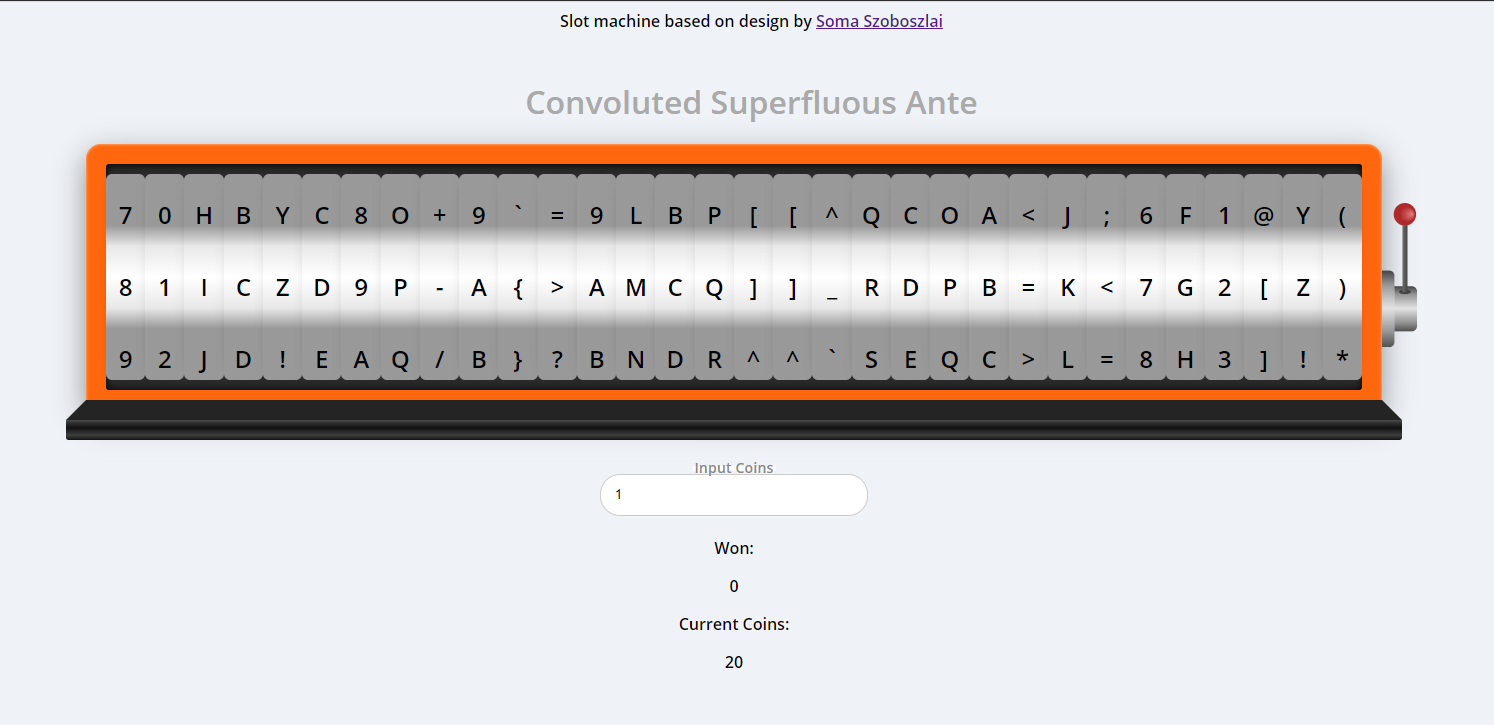 Slot machine based on design by Soma Szoboszlai
Convoluted Superfluous Ante
7 0 H B Y C 8 O + 9 ` = 9 L B P [ [ ^ Q C O A < J ; 6 F 1 @ Y (
8 1 I C Z D 9 P - A { > A M C Q ] ] _ R D P B = K < 7 G 2 [ Z )
9 2 J D ! E A Q / B } ? B N D R ^ ^ ` S E Q C > L = 8 H 3 ] ! *
Input Coins
1
Won:
0
Current Coins:
20